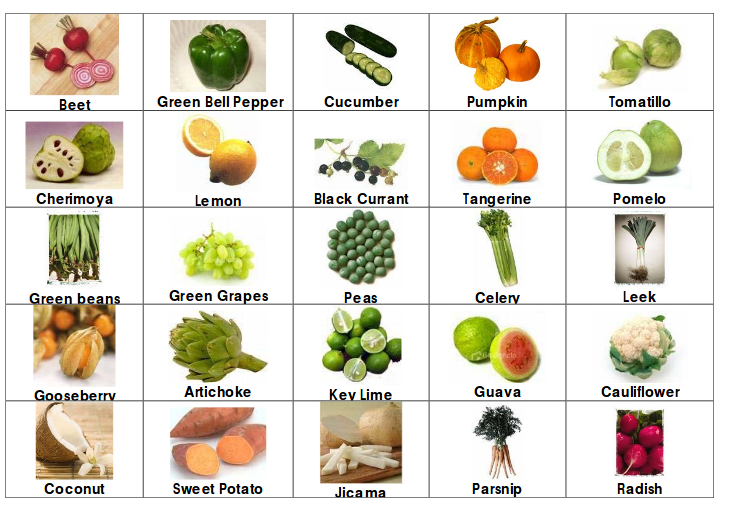 Beet
Green Bell Pepper
Cucumber
Pumpkin
Tomatillo
Cherimoya
Lemon
Black Currant
Tangerine
Pomelo
Green beans
Green Grapes
Peas
Celery
Leek
Gooseberry
Artichoke
Key Lime
Guava
Cauliflower
Coconut
Sweet Potato
Jicama
Parsnip
Radish